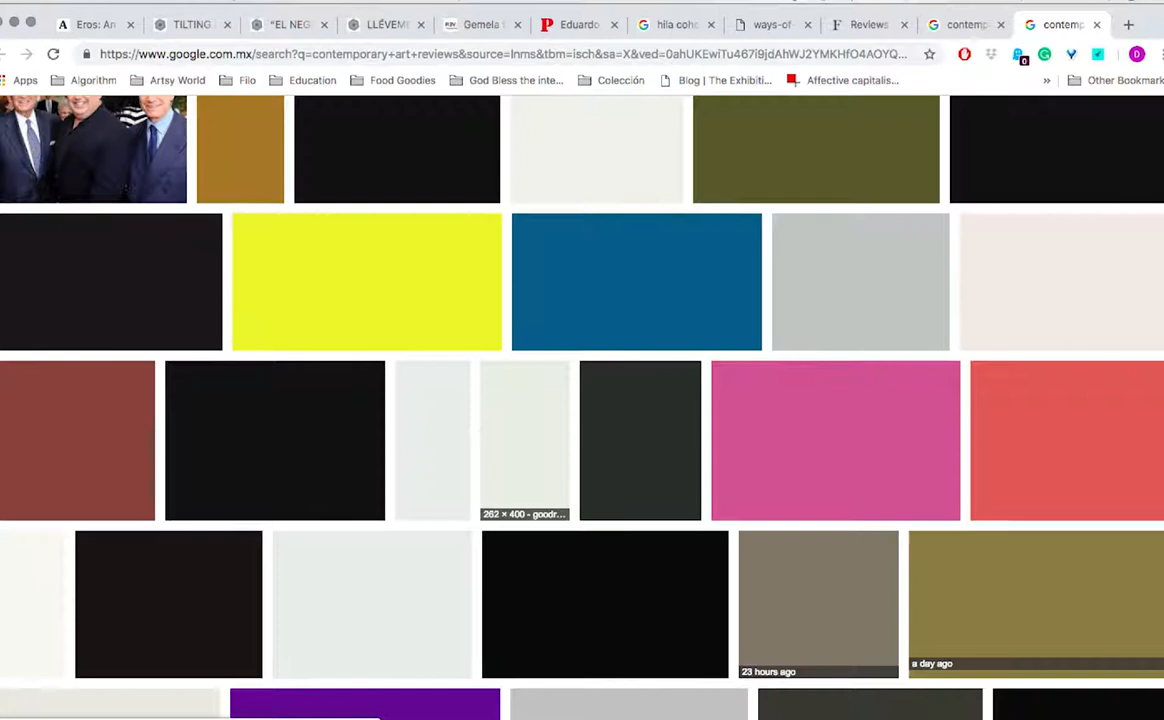 Eros: An TILTING "EL NEG LLÉVEME Gemela f Eduardo hila cohe ways-of Reviews contemp contemp
https://www.google.com.mx/search?q=contemporary+art+reviews&source=lnms&tbm=isch&sa=X&ved=0ahUKEwiTu467i9jdAhWJ2YMKHfO4AOYQ... 0 D
Apps Algorithm Artsy World Filo Education Food Goodies God Bless the inte... Colección Blog | The Exhibiti... Affective capitalis... » Other Bookmark
262 × 400 - goodr...
23 hours ago
a day ago